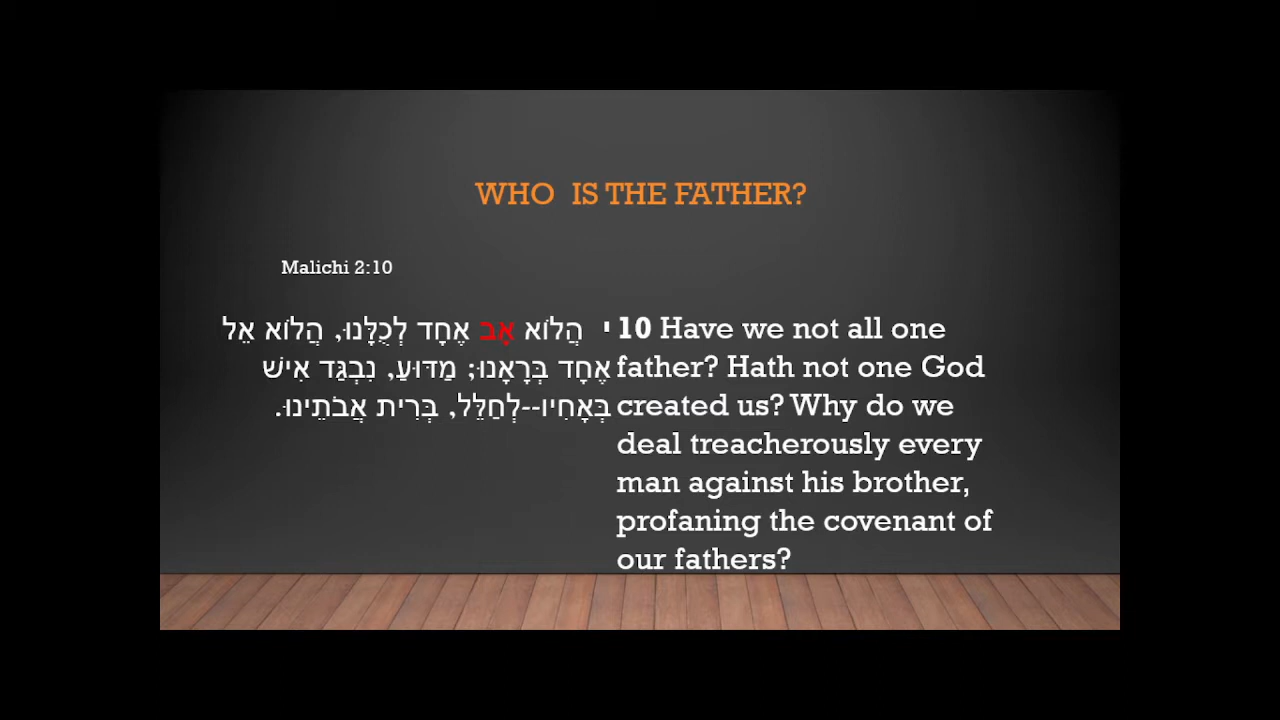 WHO IS THE FATHER?
Malichi 2:10
י הֲלוֹא אָב אֶחָד לְכֻלָּנוּ, הֲלוֹא אֵל
אֶחָד בְּרָאָנוּ; מַדּוּעַ, נִבְגַּד אִישׁ
בְּאָחִיו--לְחַלֵּל, בְּרִית אֲבֹתֵינוּ.
10 Have we not all one
father? Hath not one God
created us? Why do we
deal treacherously every
man against his brother,
profaning the covenant of
our fathers?